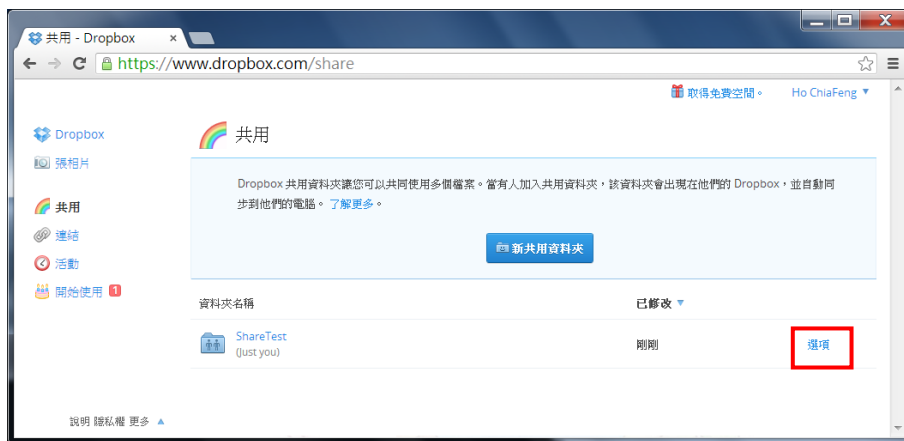 共用 - Dropbox
https://www.dropbox.com/share
取得免費空間。 Ho ChiaFeng ▼
Dropbox
張相片
共用
連結
活動
開始使用 1
共用
Dropbox 共用資料夾讓您可以共同使用多個檔案。當有人加入共用資料夾，該資料夾會出現在他們的 Dropbox，並自動同
步到他們的電腦。 了解更多。
新共用資料夾
資料夾名稱 已修改 ▼
ShareTest 剛剛 選項
(Just you)
說明 隱私權 更多 ▲